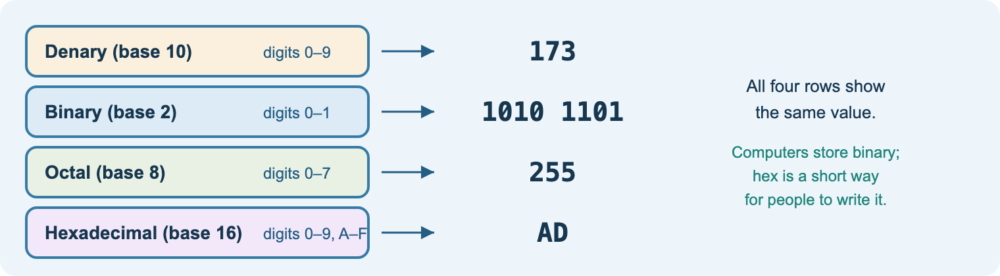 Denary (base 10) digits 0–9 173
Binary (base 2) digits 0–1 1010 1101
Octal (base 8) digits 0–7 255
Hexadecimal (base 16) digits 0–9, A–F AD
All four rows show
the same value.
Computers store binary;
hex is a short way
for people to write it.